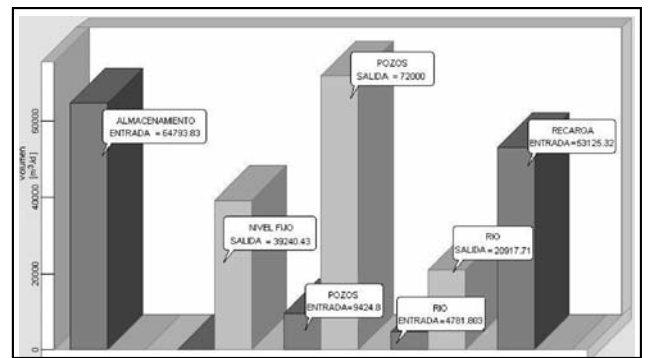 POZOS
SALIDA = 72000
ALMACENAMIENTO
ENTRADA = 64793.83
RECARGA
ENTRADA=53125.32
NIVEL FIJO
SALIDA = 39240.43
RIO
SALIDA = 20917.71
POZOS
ENTRADA=9424.8
RIO
ENTRADA=4781.803
Volumen
[m³/d]
60000
40000
20000
0